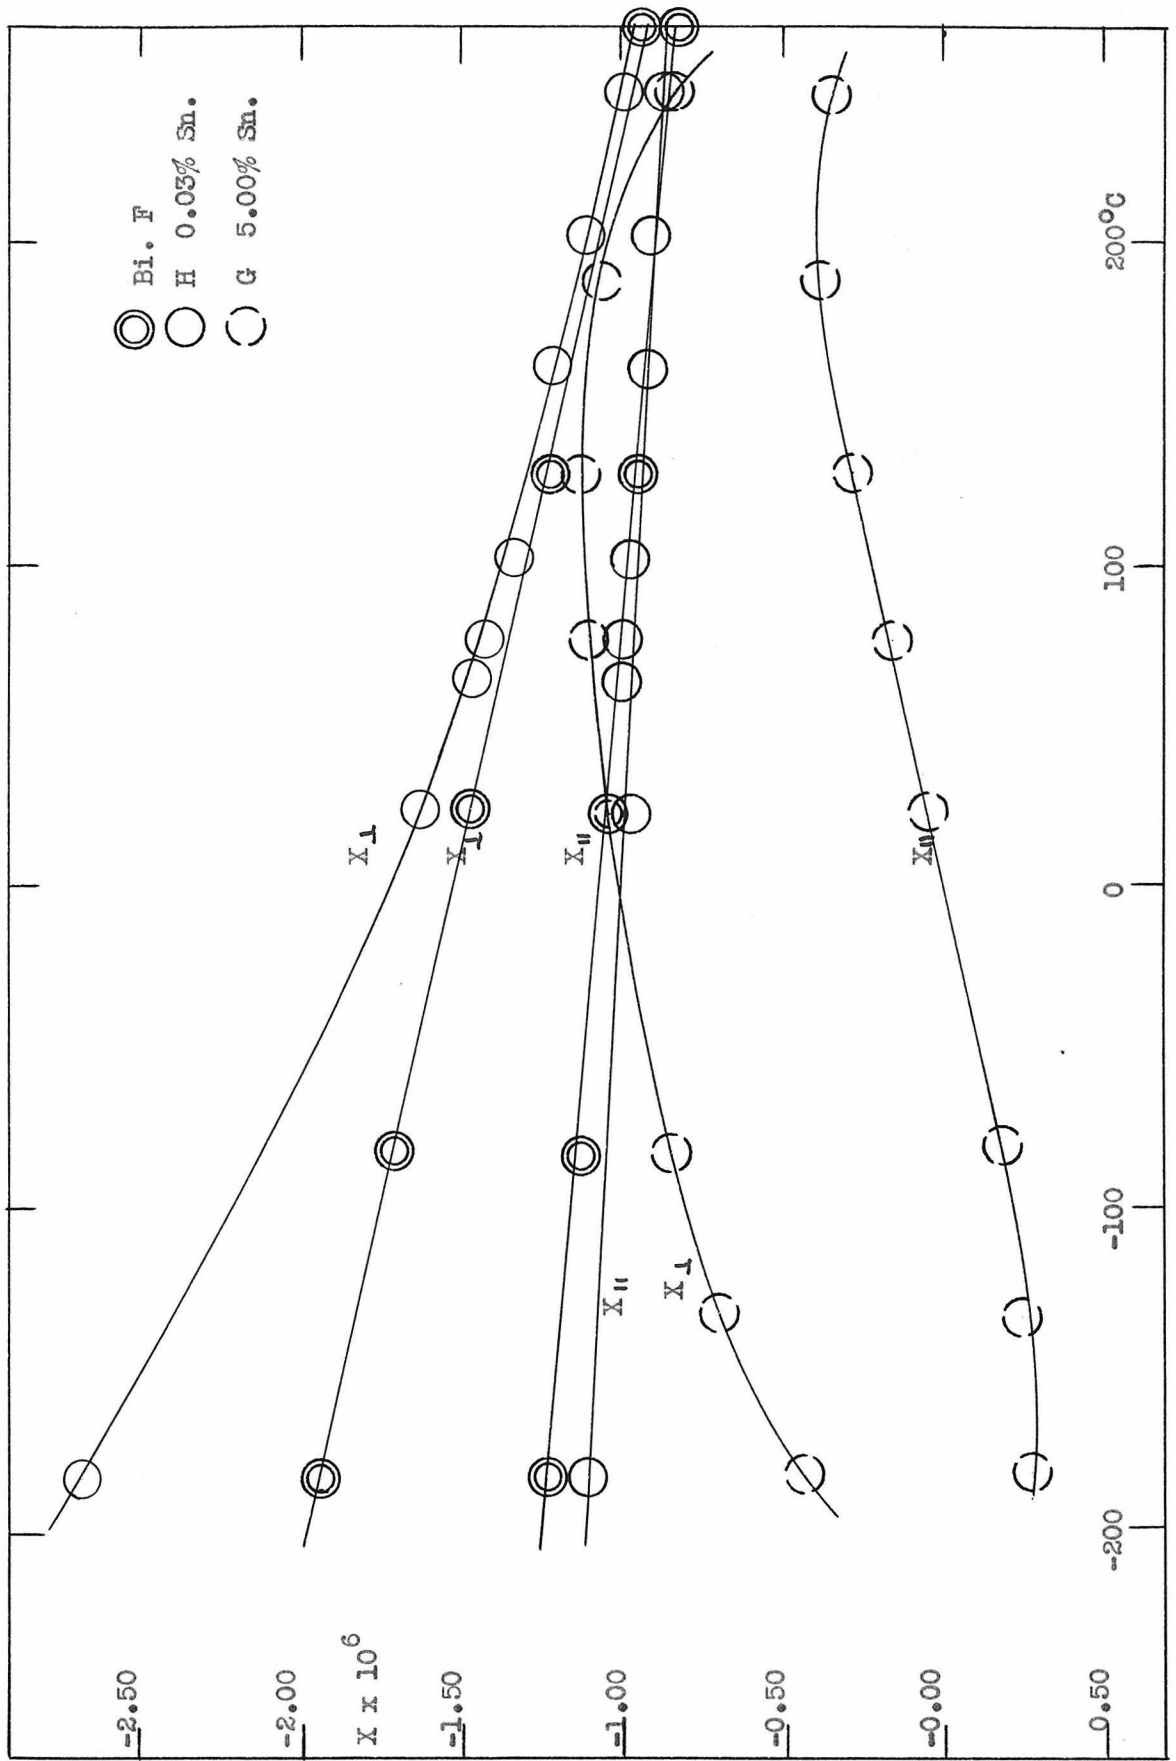 Bi. F
H 0.03% Sn.
G 5.00% Sn.
-2.50
-2.00
X x 10⁶
-1.50
-1.00
-0.50
-0.00
0.50
X⊥
X⊥
X∥
X∥
X∥
X⊥
-200
-100
0
100
200°C